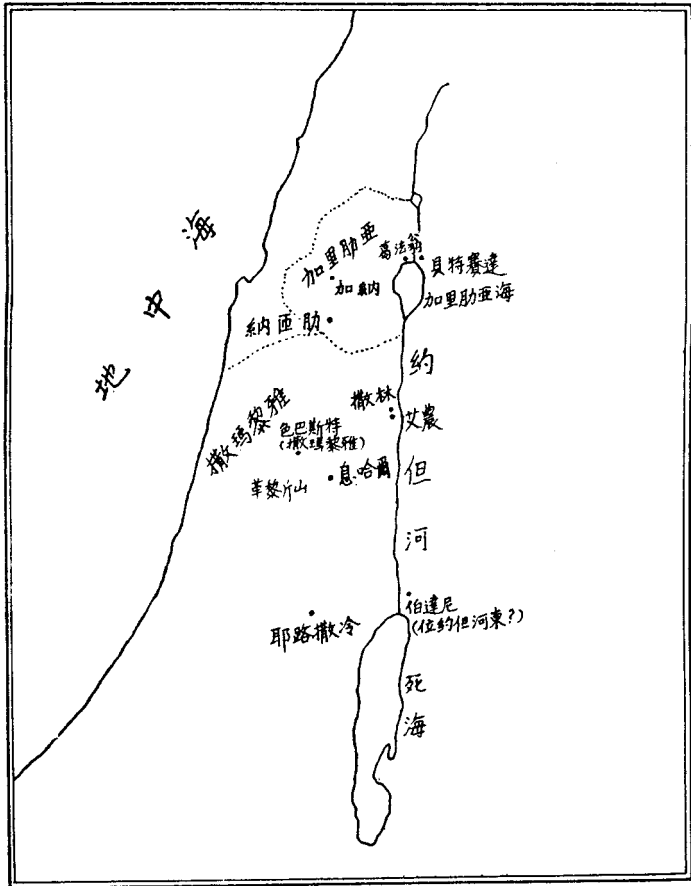 地中海
加里肋亞
葛法翁
貝特賽達
加納
加里肋亞海
納匝肋
約但河
撒林
艾農
撒瑪黎雅
色巴斯特
(撒瑪黎雅)
息哈爾
革黎斤山
伯達尼
(位約但河東?)
耶路撒冷
死海